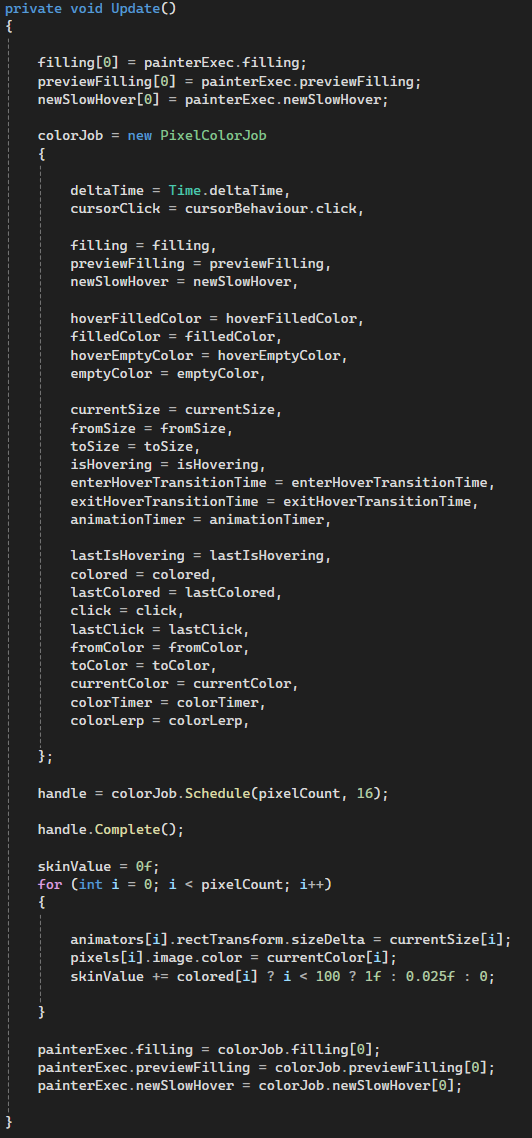 private void Update()
{
filling[0] = painterExec.filling;
previewFilling[0] = painterExec.previewFilling;
newSlowHover[0] = painterExec.newSlowHover;
colorJob = new PixelColorJob
{
deltaTime = Time.deltaTime,
cursorClick = cursorBehaviour.click,
filling = filling,
previewFilling = previewFilling,
newSlowHover = newSlowHover,
hoverFilledColor = hoverFilledColor,
filledColor = filledColor,
hoverEmptyColor = hoverEmptyColor,
emptyColor = emptyColor,
currentSize = currentSize,
fromSize = fromSize,
toSize = toSize,
isHovering = isHovering,
enterHoverTransitionTime = enterHoverTransitionTime,
exitHoverTransitionTime = exitHoverTransitionTime,
animationTimer = animationTimer,
lastIsHovering = lastIsHovering,
colored = colored,
lastColored = lastColored,
click = click,
lastClick = lastClick,
fromColor = fromColor,
toColor = toColor,
currentColor = currentColor,
colorTimer = colorTimer,
colorLerp = colorLerp,
};
handle = colorJob.Schedule(pixelCount, 16);
handle.Complete();
skinValue = 0f;
for (int i = 0; i < pixelCount; i++)
{
animators[i].rectTransform.sizeDelta = currentSize[i];
pixels[i].image.color = currentColor[i];
skinValue += colored[i] ? i < 100 ? 1f : 0.025f : 0;
}
painterExec.filling = colorJob.filling[0];
painterExec.previewFilling = colorJob.previewFilling[0];
painterExec.newSlowHover = colorJob.newSlowHover[0];
}